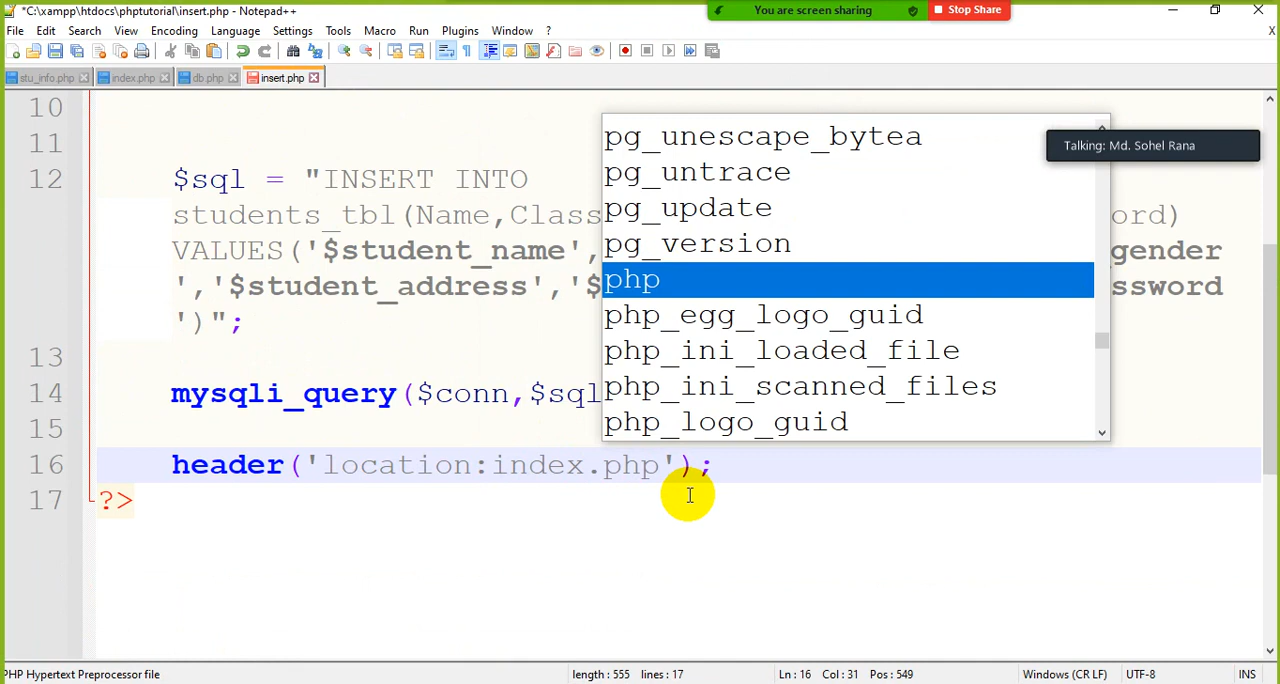 *C:\xampp\htdocs\phptutorial\insert.php - Notepad++
You are screen sharing
Stop Share
File Edit Search View Encoding Language Settings Tools Macro Run Plugins Window ?
X
stu_info.php index.php db.php insert.php
10
pg_unescape_bytea
Talking: Md. Sohel Rana
11
pg_untrace
12 $sql = "INSERT INTO
pg_update
students_tbl(Name,Class ord)
pg_version
VALUES('$student_name', gender
php
','$student_address','$ ssword
php_egg_logo_guid
')";
php_ini_loaded_file
13
php_ini_scanned_files
14 mysqli_query($conn,$sql
php_logo_guid
15
16 header('location:index.php');
17 ?>
PHP Hypertext Preprocessor file length : 555 lines : 17 Ln : 16 Col : 31 Pos : 549 Windows (CR LF) UTF-8 INS